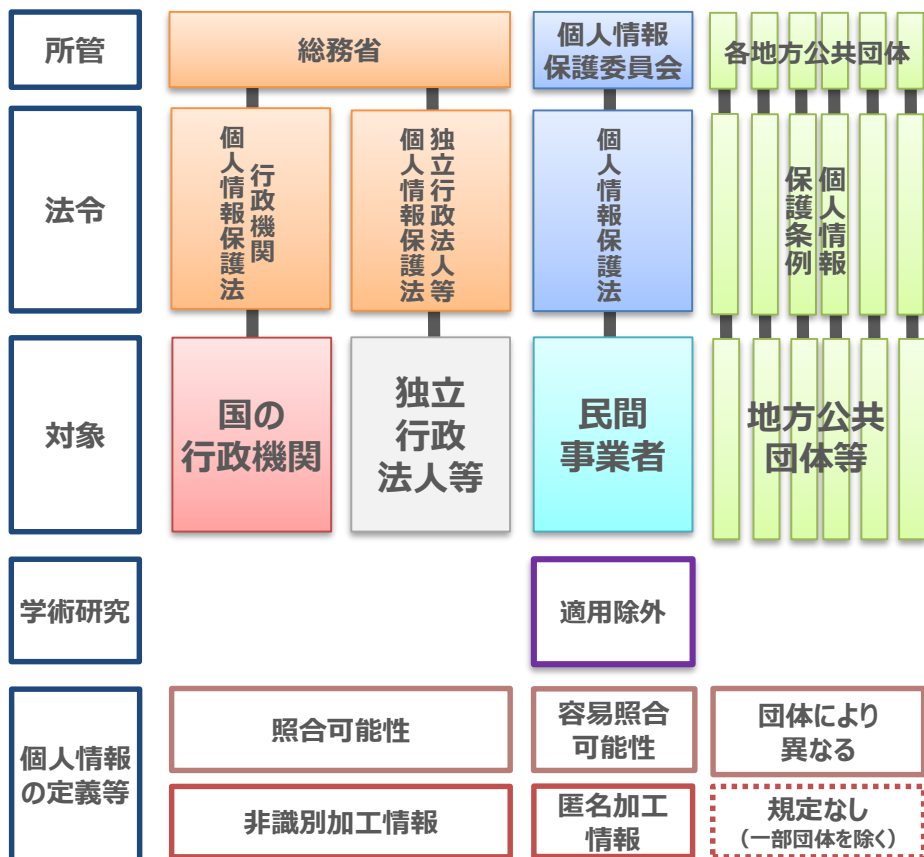 所管
総務省
個人情報
保護委員会
各地方公共団体
法令
行政機関
個人情報保護法
独立行政法人等
個人情報保護法
個人情報保護法
個人情報
保護条例
対象
国の
行政機関
独立
行政
法人等
民間
事業者
地方公共
団体等
学術研究
適用除外
個人情報
の定義等
照合可能性
容易照合
可能性
団体により
異なる
非識別加工情報
匿名加工
情報
規定なし
(一部団体を除く)